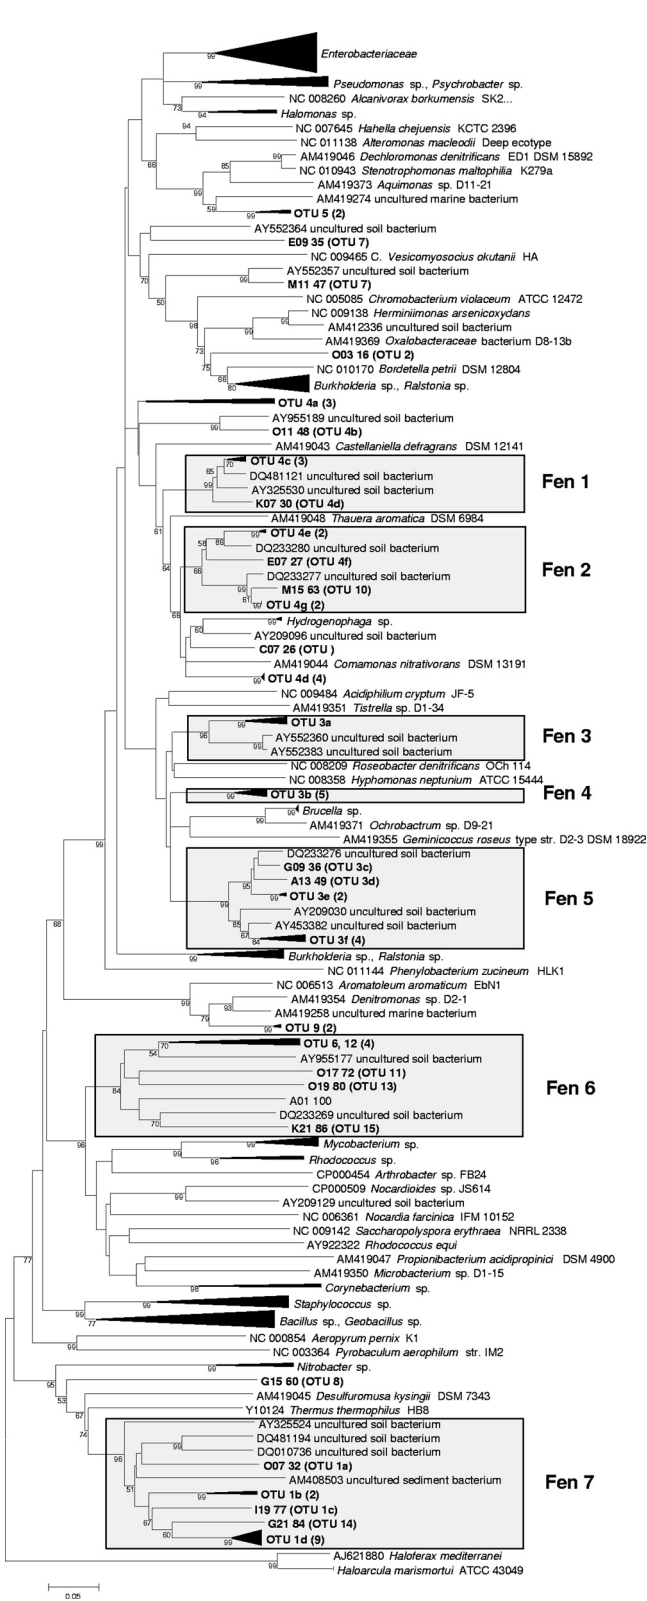 Enterobacteriaceae
99
Pseudomonas sp., Psychrobacter sp.
99
NC 008260 Alcanivorax borkumensis SK2...
73
Halomonas sp.
94
NC 007645 Hahella chejuensis KCTC 2396
94
NC 011138 Alteromonas macleodii Deep ecotype
AM419046 Dechloromonas denitrificans ED1 DSM 15892
99
66
85
NC 010943 Stenotrophomonas maltophilia K279a
AM419373 Aquimonas sp. D11-21
99
AM419274 uncultured marine bacterium
59
OTU 5 (2)
99
AY552364 uncultured soil bacterium
E09 35 (OTU 7)
NC 009465 C. Vesicomyosocius okutanii HA
70
AY552357 uncultured soil bacterium
99
M11 47 (OTU 7)
50
NC 005085 Chromobacterium violaceum ATCC 12472
NC 009138 Herminiimonas arsenicoxydans
99
98
AM412336 uncultured soil bacterium
99
AM419369 Oxalobacteraceae bacterium D8-13b
73
O03 16 (OTU 2)
75
NC 010170 Bordetella petrii DSM 12804
66
80
Burkholderia sp., Ralstonia sp.
OTU 4a (3)
AY955189 uncultured soil bacterium
99
O11 48 (OTU 4b)
AM419043 Castellaniella defragrans DSM 12141
70
OTU 4c (3)
65
DQ481121 uncultured soil bacterium
Fen 1
99
AY325530 uncultured soil bacterium
K07 30 (OTU 4d)
AM419048 Thauera aromatica DSM 6984
61
OTU 4e (2)
99
58
86
DQ233280 uncultured soil bacterium
E07 27 (OTU 4f)
64
66
Fen 2
DQ233277 uncultured soil bacterium
99
M15 63 (OTU 10)
61
99
OTU 4g (2)
66
99
Hydrogenophaga sp.
60
AY209096 uncultured soil bacterium
C07 26 (OTU )
AM419044 Comamonas nitrativorans DSM 13191
99
OTU 4d (4)
NC 009484 Acidiphilium cryptum JF-5
AM419351 Tistrella sp. D1-34
99
OTU 3a
96
AY552360 uncultured soil bacterium
Fen 3
99
AY552383 uncultured soil bacterium
NC 008209 Roseobacter denitrificans OCh 114
NC 008358 Hyphomonas neptunium ATCC 15444
99
OTU 3b (5)
Fen 4
99
Brucella sp.
99
AM419371 Ochrobactrum sp. D9-21
AM419355 Geminicoccus roseus type str. D2-3 DSM 18922
99
DQ233276 uncultured soil bacterium
G09 36 (OTU 3c)
A13 49 (OTU 3d)
95
99
OTU 3e (2)
Fen 5
99
AY209030 uncultured soil bacterium
85
AY453382 uncultured soil bacterium
67
84
OTU 3f (4)
68
99
Burkholderia sp., Ralstonia sp.
NC 011144 Phenylobacterium zucineum HLK1
NC 006513 Aromatoleum aromaticum EbN1
AM419354 Denitromonas sp. D2-1
99
93
AM419258 uncultured marine bacterium
79
99
OTU 9 (2)
70
OTU 6, 12 (4)
54
AY955177 uncultured soil bacterium
O17 72 (OTU 11)
O19 80 (OTU 13)
84
Fen 6
A01 100
DQ233269 uncultured soil bacterium
70
K21 86 (OTU 15)
96
99
Mycobacterium sp.
99
96
Rhodococcus sp.
CP000454 Arthrobacter sp. FB24
CP000509 Nocardioides sp. JS614
99
AY209129 uncultured soil bacterium
NC 006361 Nocardia farcinica IFM 10152
NC 009142 Saccharopolyspora erythraea NRRL 2338
AY922322 Rhodococcus equi
77
AM419047 Propionibacterium acidipropinici DSM 4900
AM419350 Microbacterium sp. D1-15
98
Corynebacterium sp.
99
Staphylococcus sp.
99
77
Bacillus sp., Geobacillus sp.
NC 000854 Aeropyrum pernix K1
99
NC 003364 Pyrobaculum aerophilum str. IM2
99
Nitrobacter sp.
95
G15 60 (OTU 8)
53
AM419045 Desulfuromusa kysingii DSM 7343
67
Y10124 Thermus thermophilus HB8
74
AY325524 uncultured soil bacterium
DQ481194 uncultured soil bacterium
99
DQ010736 uncultured soil bacterium
96
O07 32 (OTU 1a)
AM408503 uncultured sediment bacterium
Fen 7
51
99
OTU 1b (2)
I19 77 (OTU 1c)
67
G21 84 (OTU 14)
60
99
OTU 1d (9)
AJ621880 Haloferax mediterranei
99
Haloarcula marismortui ATCC 43049
0.05